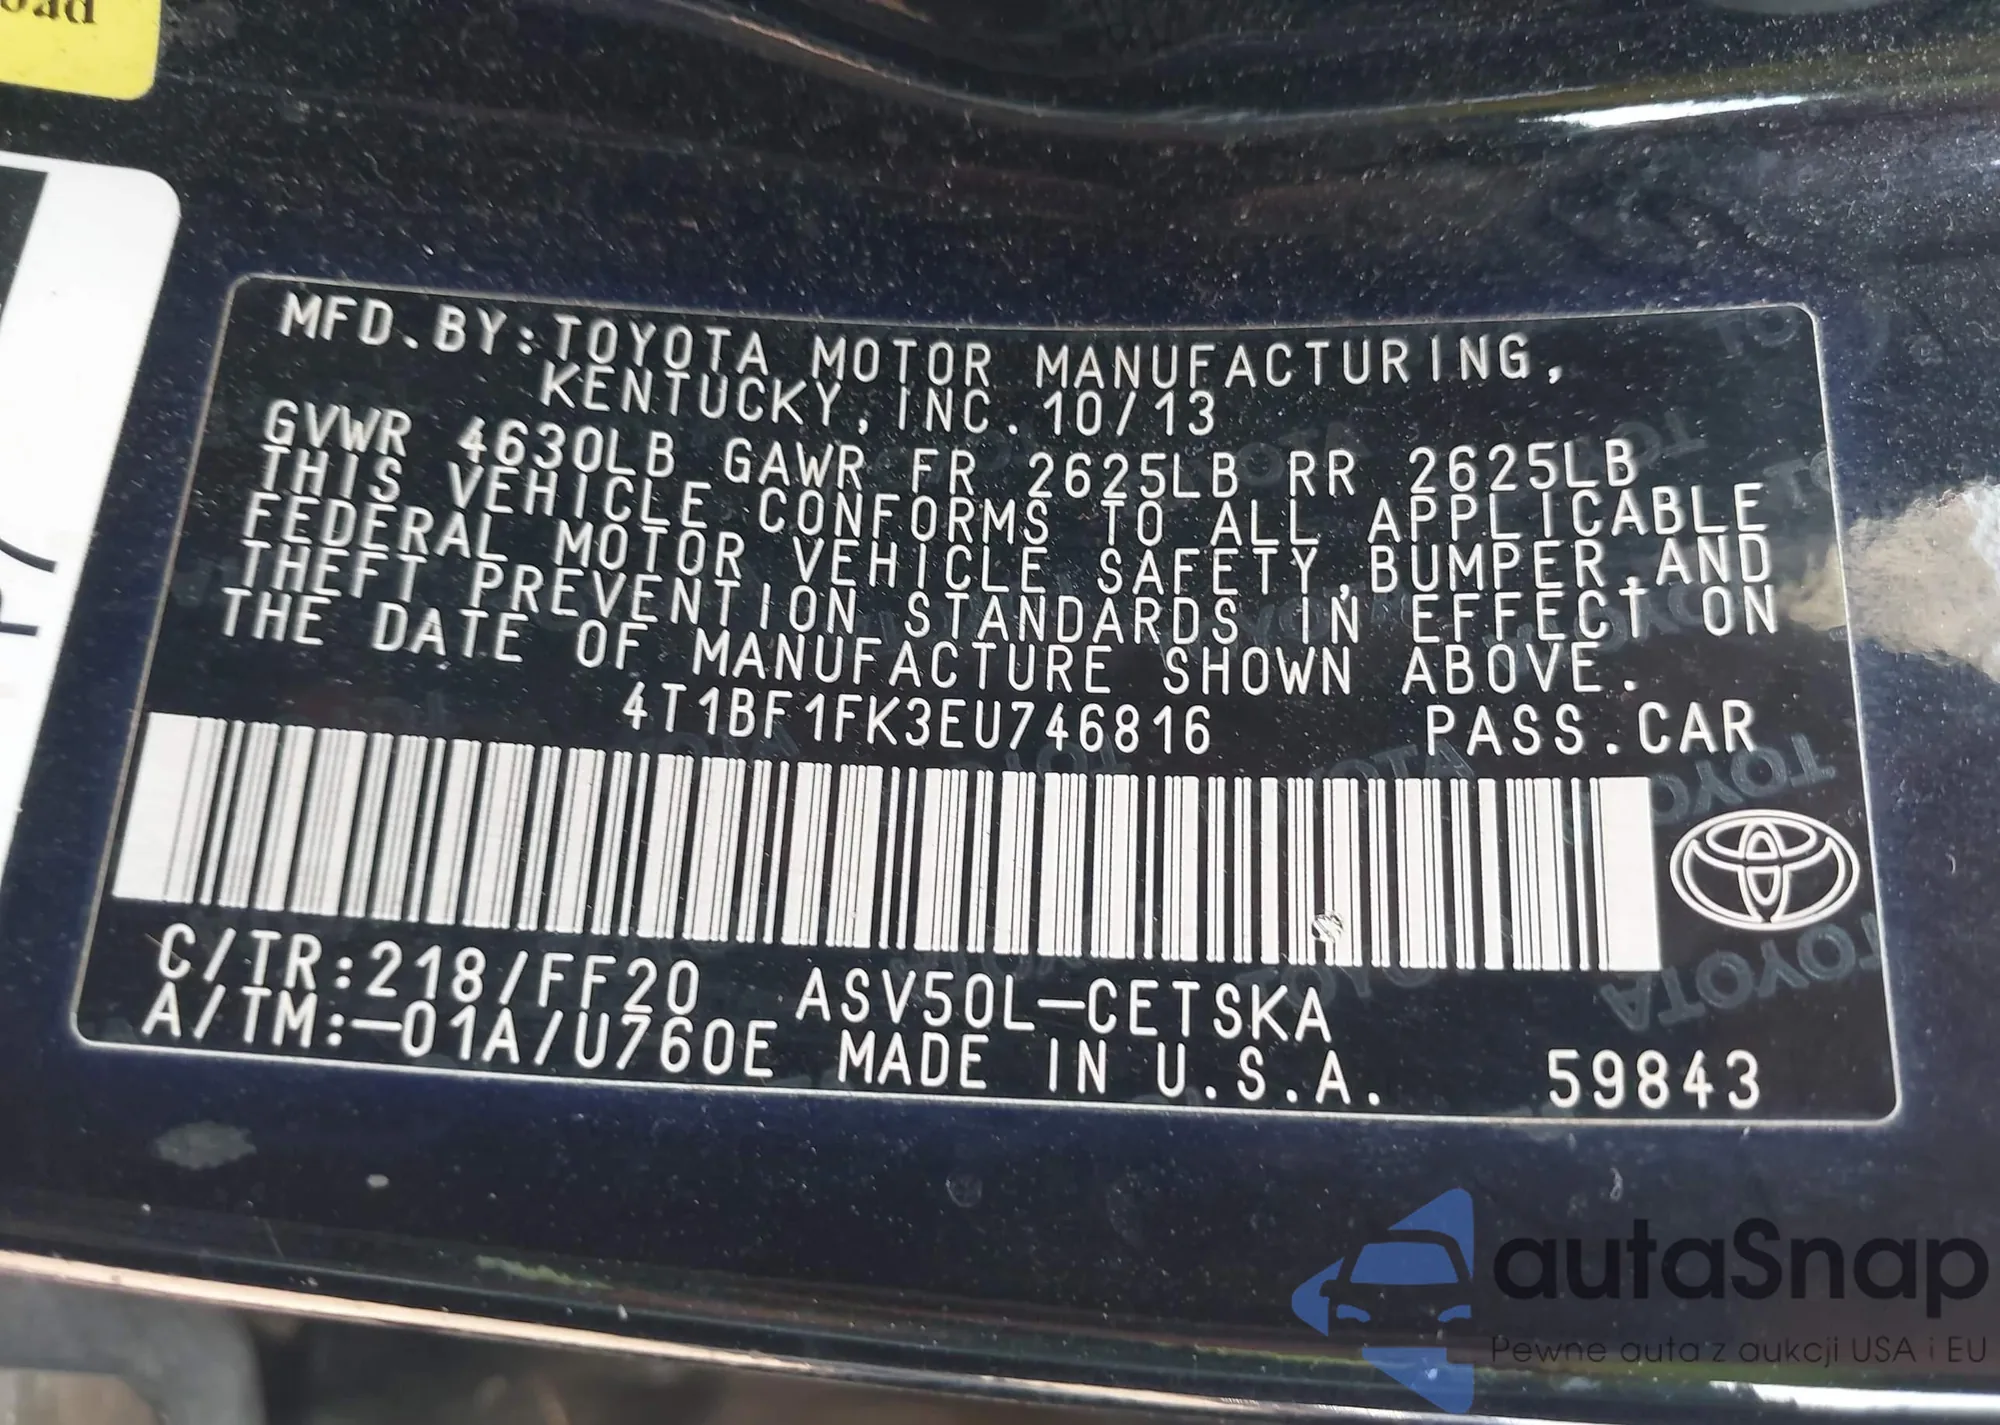 oad
MFD.BY:TOYOTA MOTOR MANUFACTURING,
KENTUCKY, INC. 10/13
GVWR 4630LB GAWR FR 2625LB RR 2625LB
THIS VEHICLE CONFORMS TO ALL APPLICABLE
FEDERAL MOTOR VEHICLE SAFETY,BUMPER,AND
THEFT PREVENTION STANDARDS IN EFFECT ON
THE DATE OF MANUFACTURE SHOWN ABOVE.
4T1BF1FK3EU746816 PASS.CAR
C/TR:218/FF20 ASV50L-CETSKA
A/TM:-01A/U760E MADE IN U.S.A. 59843
TOYOTA
autaSnap
Pewne auta z aukcji USA i EU